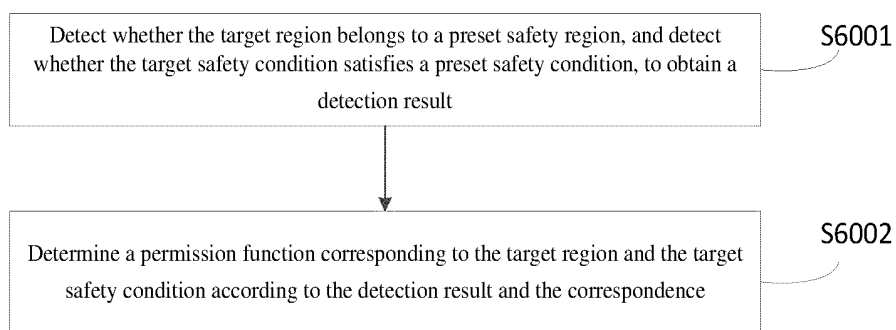 Detect whether the target region belongs to a preset safety region, and detect
whether the target safety condition satisfies a preset safety condition, to obtain a
detection result
S6001
Determine a permission function corresponding to the target region and the target
safety condition according to the detection result and the correspondence
S6002